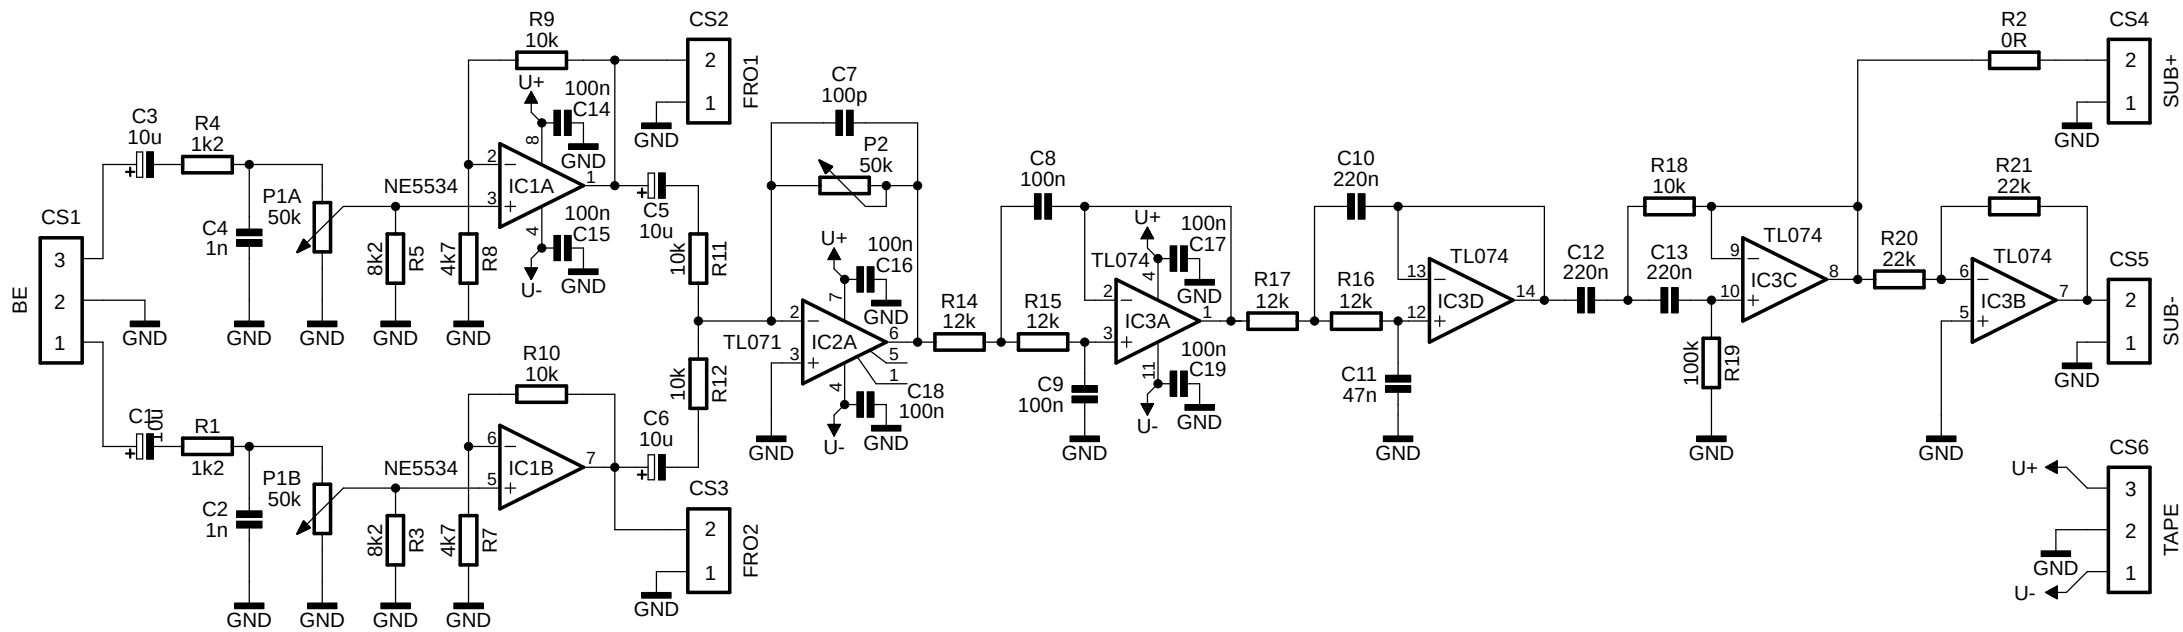 CS1
BE
3
2
1
GND
C3
10u
+
R4
1k2
C4
1n
GND
P1A
50k
GND
NE5534
8k2
R5
GND
4k7
R8
GND
R9
10k
U+
100n
C14
GND
8
2
3
−
+
IC1A
1
4
100n
C15
GND
U-
CS2
2
1
FRO1
GND
+
C5
10u
10k
R11
C1
10u
+
R1
1k2
C2
1n
GND
P1B
50k
GND
NE5534
8k2
R3
GND
4k7
R7
GND
R10
10k
6
5
−
+
IC1B
7
C6
10u
+
10k
R12
CS3
2
1
FRO2
GND
C7
100p
P2
50k
U+
100n
C16
GND
7
TL071
2
3
−
+
IC2A
6
5
1
4
C18
100n
GND
U-
GND
R14
12k
C8
100n
R15
12k
C9
100n
GND
U+
100n
C17
GND
TL074
4
2
3
−
+
IC3A
1
11
100n
C19
GND
U-
R17
12k
C10
220n
R16
12k
C11
47n
GND
TL074
13
12
−
+
IC3D
14
C12
220n
C13
220n
R18
10k
100k
R19
GND
TL074
9
10
−
+
IC3C
8
R20
22k
R21
22k
TL074
6
5
−
+
IC3B
7
GND
R2
0R
CS4
2
1
SUB+
GND
CS5
2
1
SUB-
GND
CS6
3
2
1
TAPE
U+
GND
U-